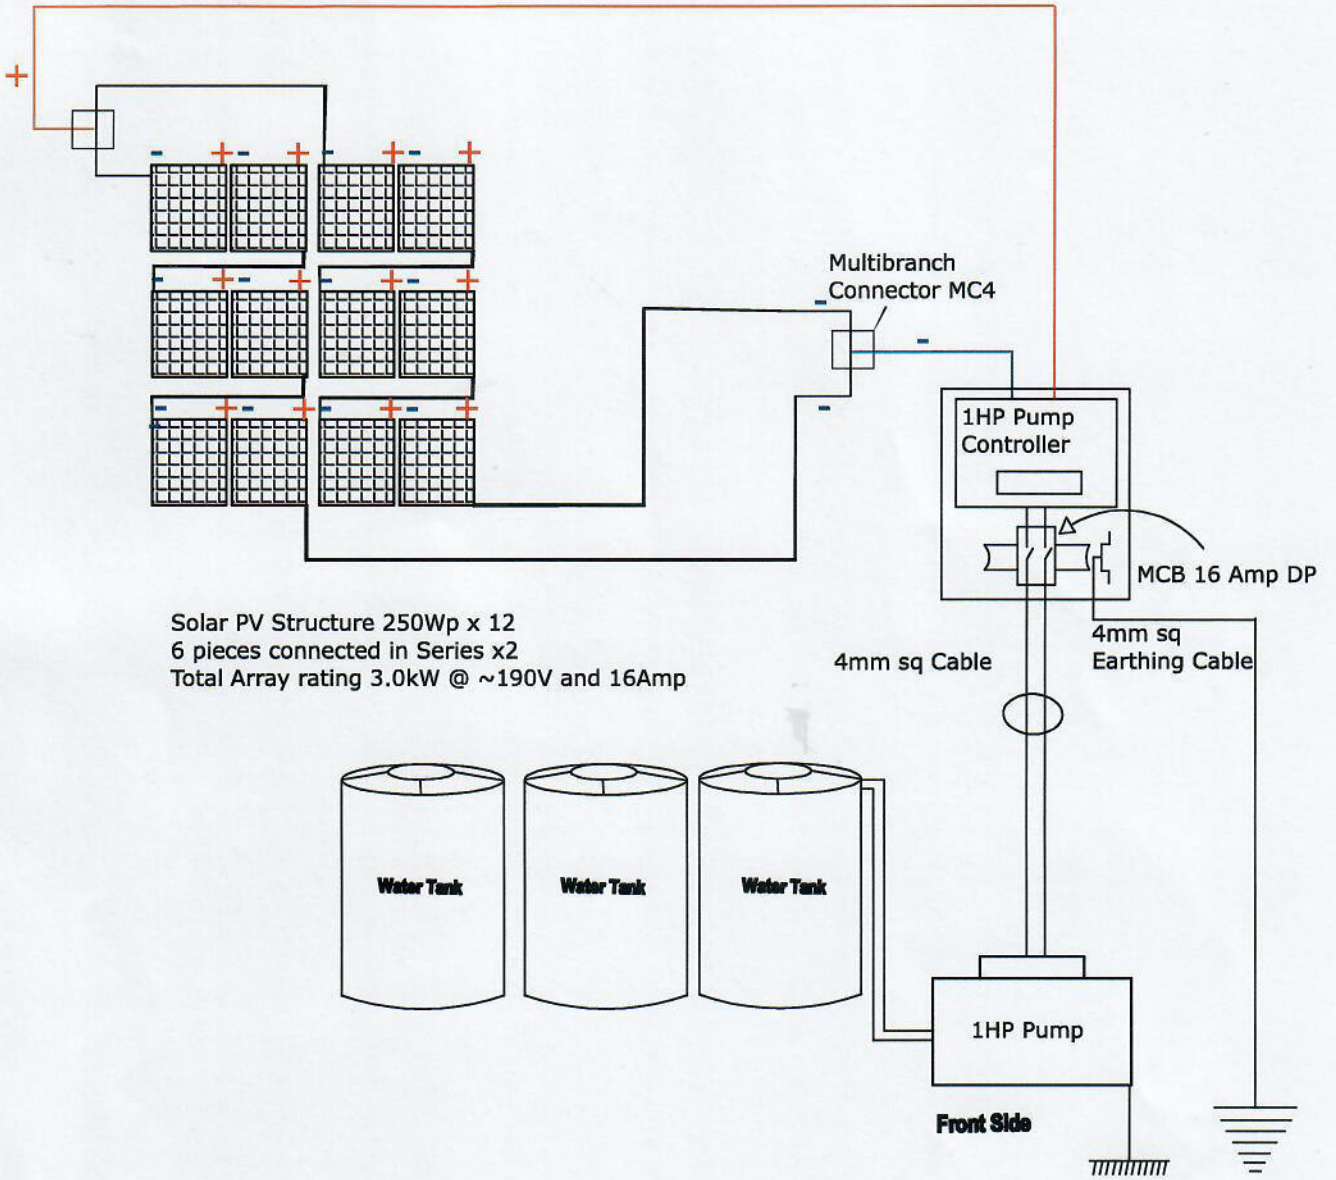 +
- + - + - + - +
Multibranch
Connector MC4
- + - + - + - +
-
-
1HP Pump
Controller
- + - + - + - +
-
-
MCB 16 Amp DP
Solar PV Structure 250Wp x 12
6 pieces connected in Series x2
Total Array rating 3.0kW @ ~190V and 16Amp
4mm sq Cable
4mm sq
Earthing Cable
Water Tank
Water Tank
Water Tank
1HP Pump
Front Side